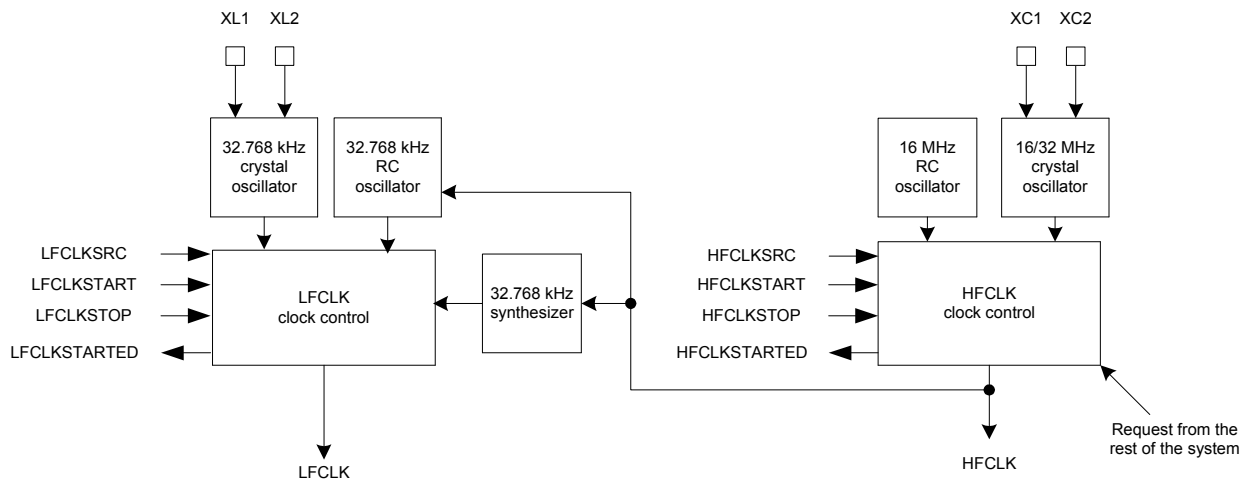 XL1
XL2
XC1
XC2
32.768 kHz
crystal
oscillator
32.768 kHz
RC
oscillator
16 MHz
RC
oscillator
16/32 MHz
crystal
oscillator
LFCLKSRC
LFCLKSTART
LFCLKSTOP
LFCLKSTARTED
LFCLK
clock control
32.768 kHz
synthesizer
HFCLKSRC
HFCLKSTART
HFCLKSTOP
HFCLKSTARTED
HFCLK
clock control
Request from the
rest of the system
LFCLK
HFCLK